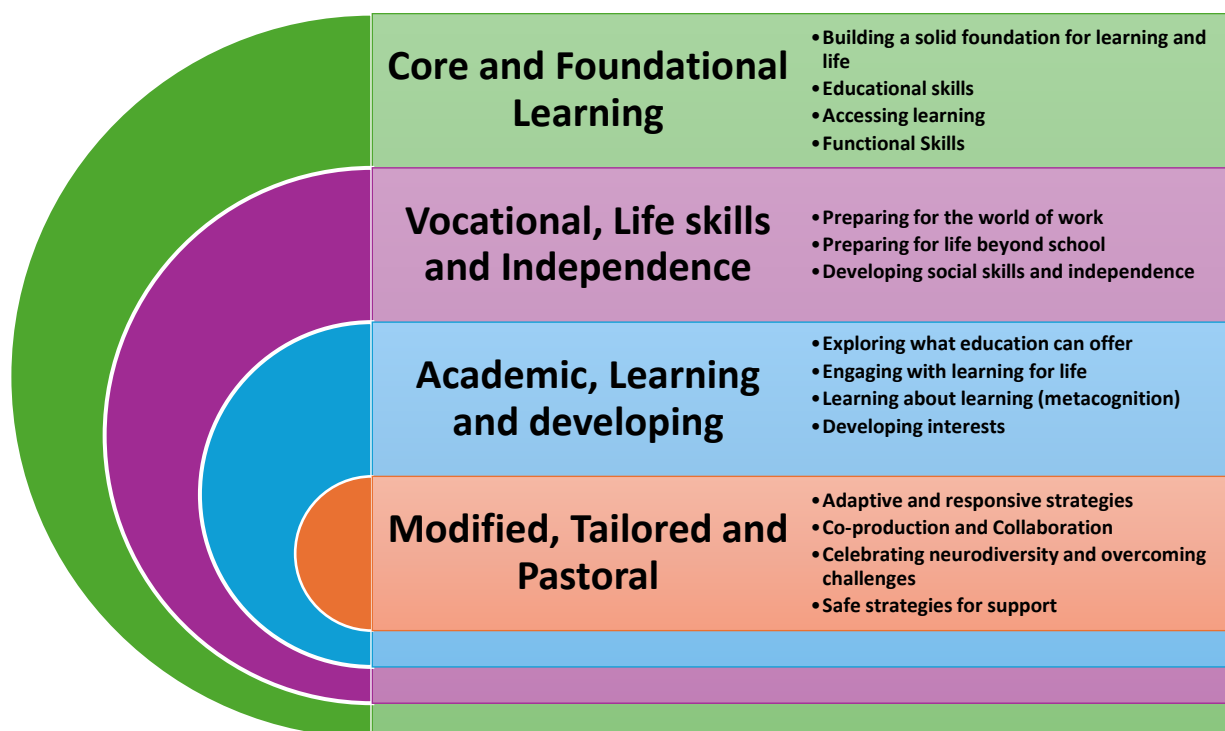 Core and Foundational
Learning
•Building a solid foundation for learning and
life
•Educational skills
•Accessing learning
•Functional Skills
Vocational, Life skills
and Independence
•Preparing for the world of work
•Preparing for life beyond school
•Developing social skills and independence
Academic, Learning
and developing
•Exploring what education can offer
•Engaging with learning for life
•Learning about learning (metacognition)
•Developing interests
Modified, Tailored and
Pastoral
•Adaptive and responsive strategies
•Co-production and Collaboration
•Celebrating neurodiversity and overcoming
challenges
•Safe strategies for support